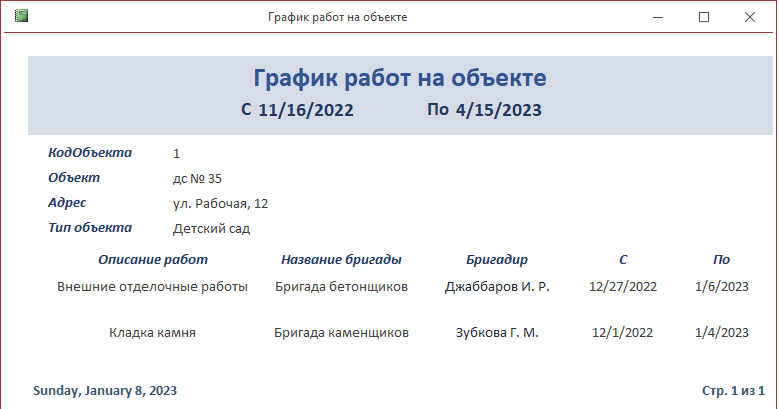 График работ на объекте
График работ на объекте
С 11/16/2022 По 4/15/2023
КодОбъекта 1
Объект дс № 35
Адрес ул. Рабочая, 12
Тип объекта Детский сад
Описание работ Название бригады Бригадир С По
Внешние отделочные работы Бригада бетонщиков Джаббаров И. Р. 12/27/2022 1/6/2023
Кладка камня Бригада каменщиков Зубкова Г. М. 12/1/2022 1/4/2023
Sunday, January 8, 2023 Стр. 1 из 1